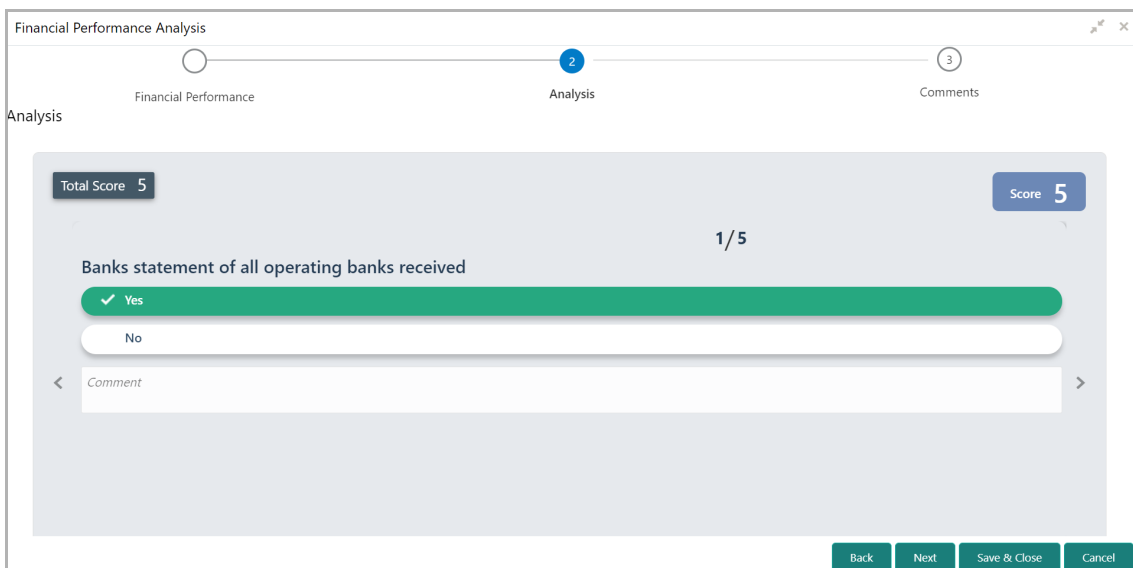 Financial Performance Analysis
2
3
Financial Performance
Analysis
Comments
Analysis
Total Score 5
Score 5
1/5
Banks statement of all operating banks received
Yes
No
Comment
Back
Next
Save & Close
Cancel